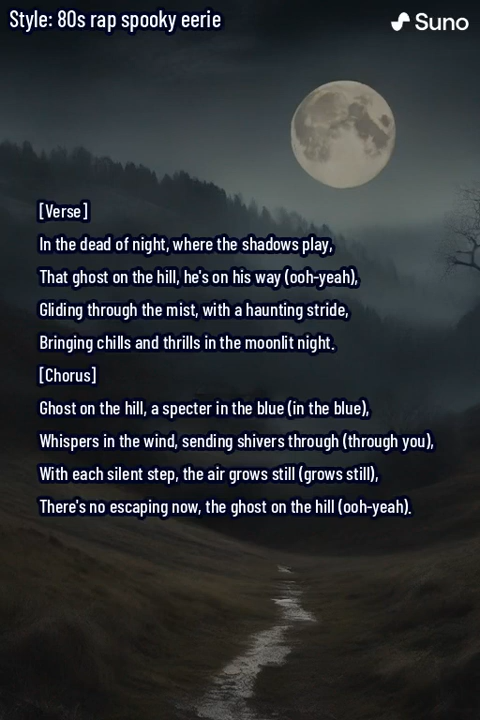 Style: 80s rap spooky eerie
Suno
[Verse]
In the dead of night, where the shadows play,
That ghost on the hill, he's on his way (ooh-yeah),
Gliding through the mist, with a haunting stride,
Bringing chills and thrills in the moonlit night.
[Chorus]
Ghost on the hill, a specter in the blue (in the blue),
Whispers in the wind, sending shivers through (through you),
With each silent step, the air grows still (grows still),
There's no escaping now, the ghost on the hill (ooh-yeah).